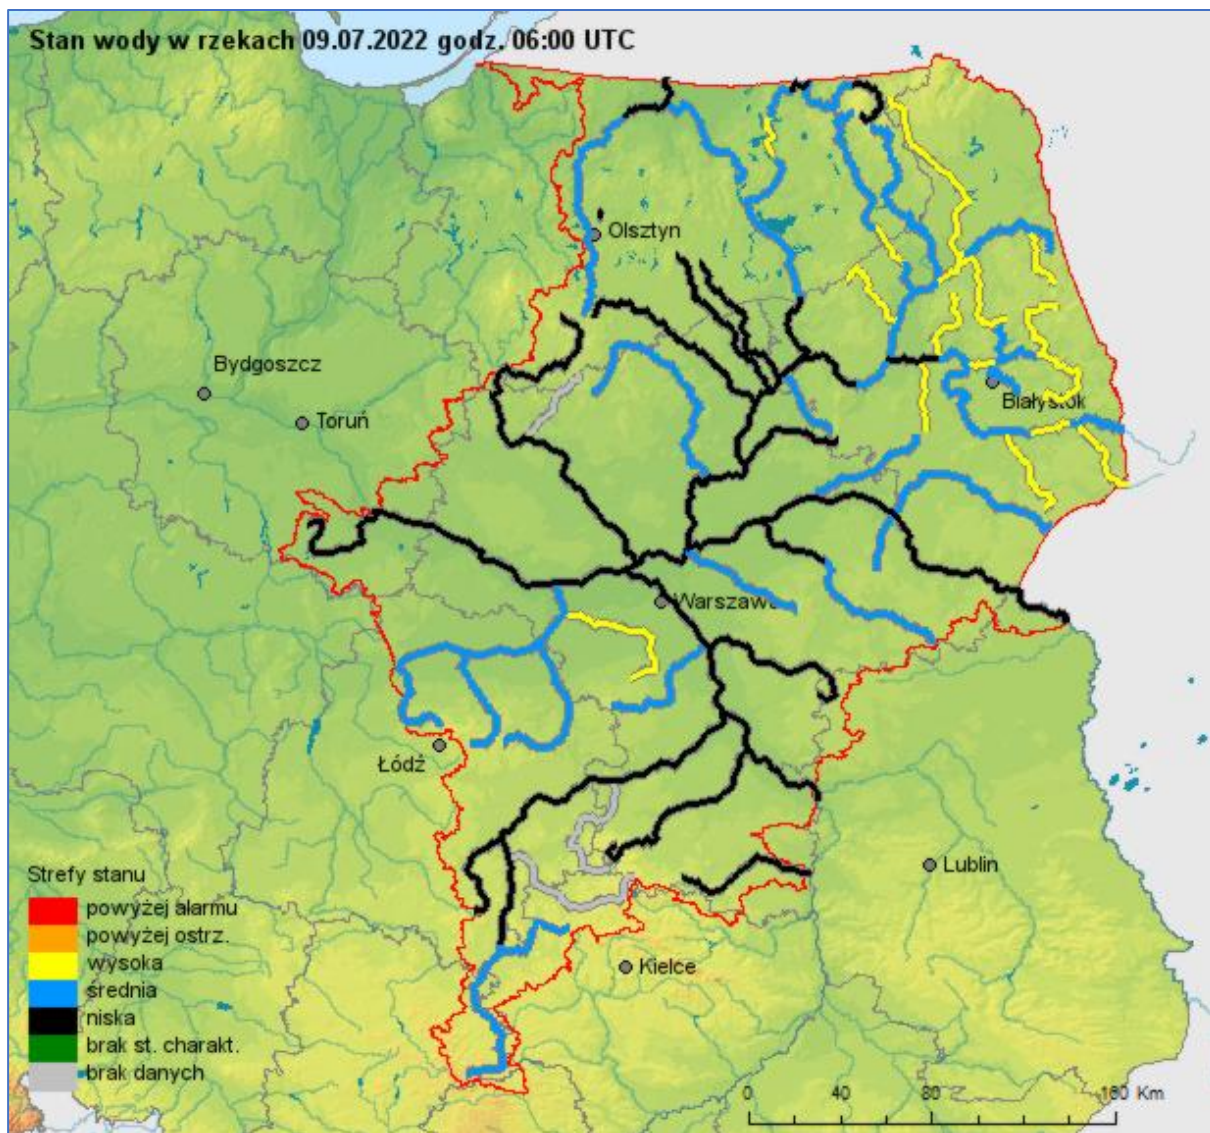 Stan wody w rzekach 09.07.2022 godz. 06:00 UTC
Olsztyn
Bydgoszcz
Toruń
Białystok
Warszawa
Łódź
Lublin
Kielce
Strefy stanu
powyżej alarmu
powyżej ostrz.
wysoka
średnia
niska
brak st. charakt.
brak danych
0 40 80 160 Km